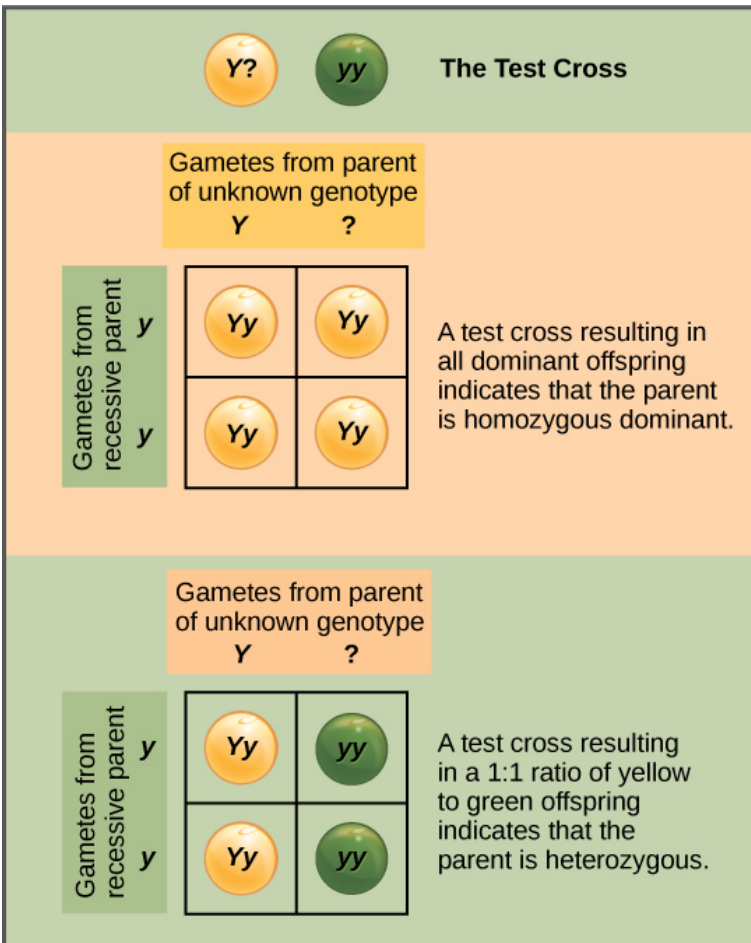 Y? yy The Test Cross
Gametes from parent
of unknown genotype
Y ?
Gametes from
recessive parent
y Yy Yy
y Yy Yy
A test cross resulting in
all dominant offspring
indicates that the parent
is homozygous dominant.
Gametes from parent
of unknown genotype
Y ?
Gametes from
recessive parent
y Yy yy
y Yy yy
A test cross resulting
in a 1:1 ratio of yellow
to green offspring
indicates that the
parent is heterozygous.